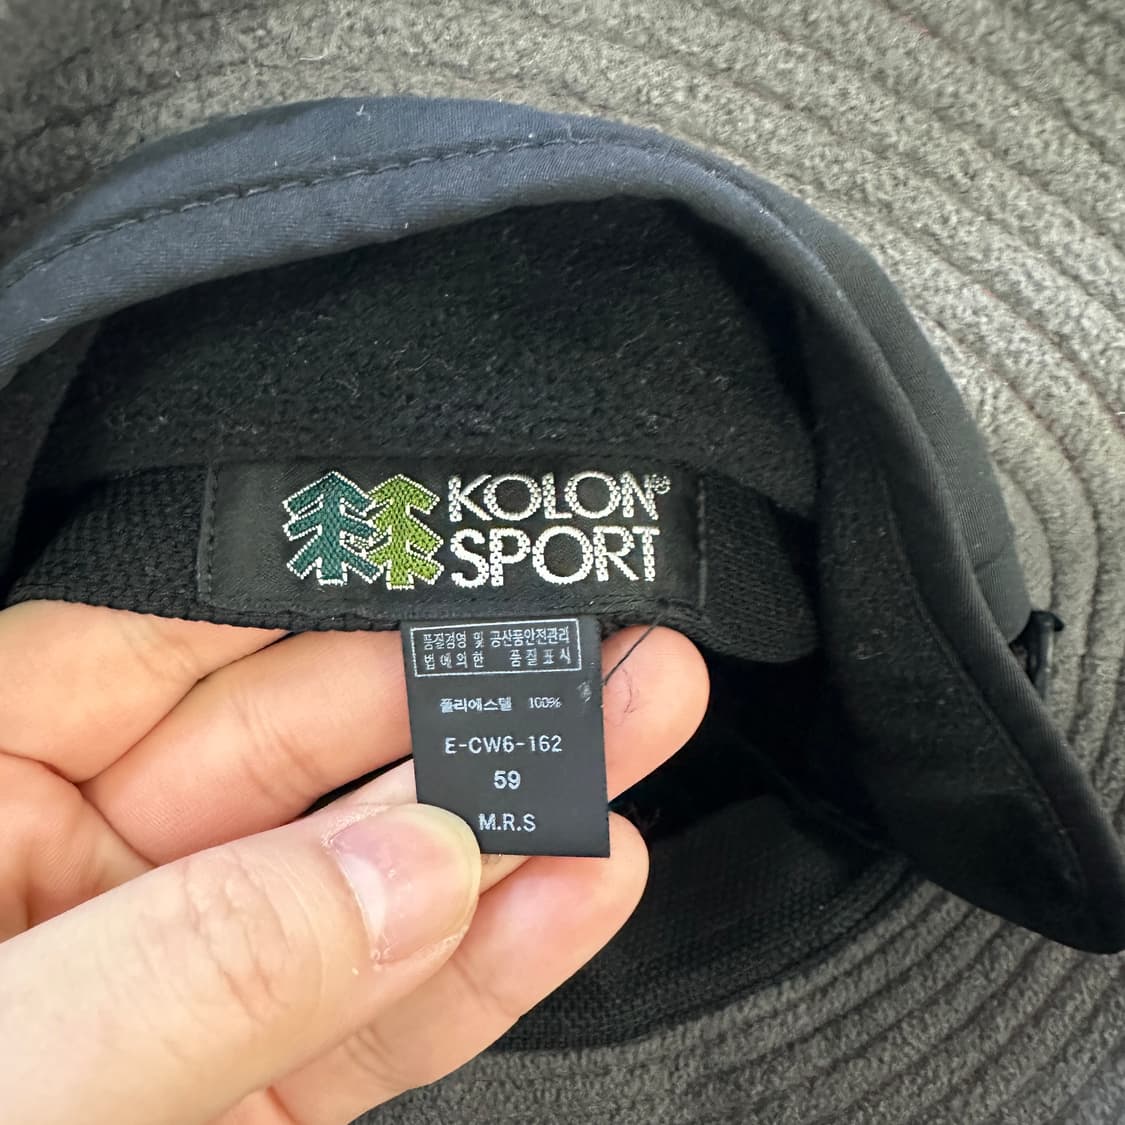 KOLON®
SPORT
품질경영 및 공산품안전관리
법에의한 품질표시
폴리에스텔 100%
E-CW6-162
59
M.R.S